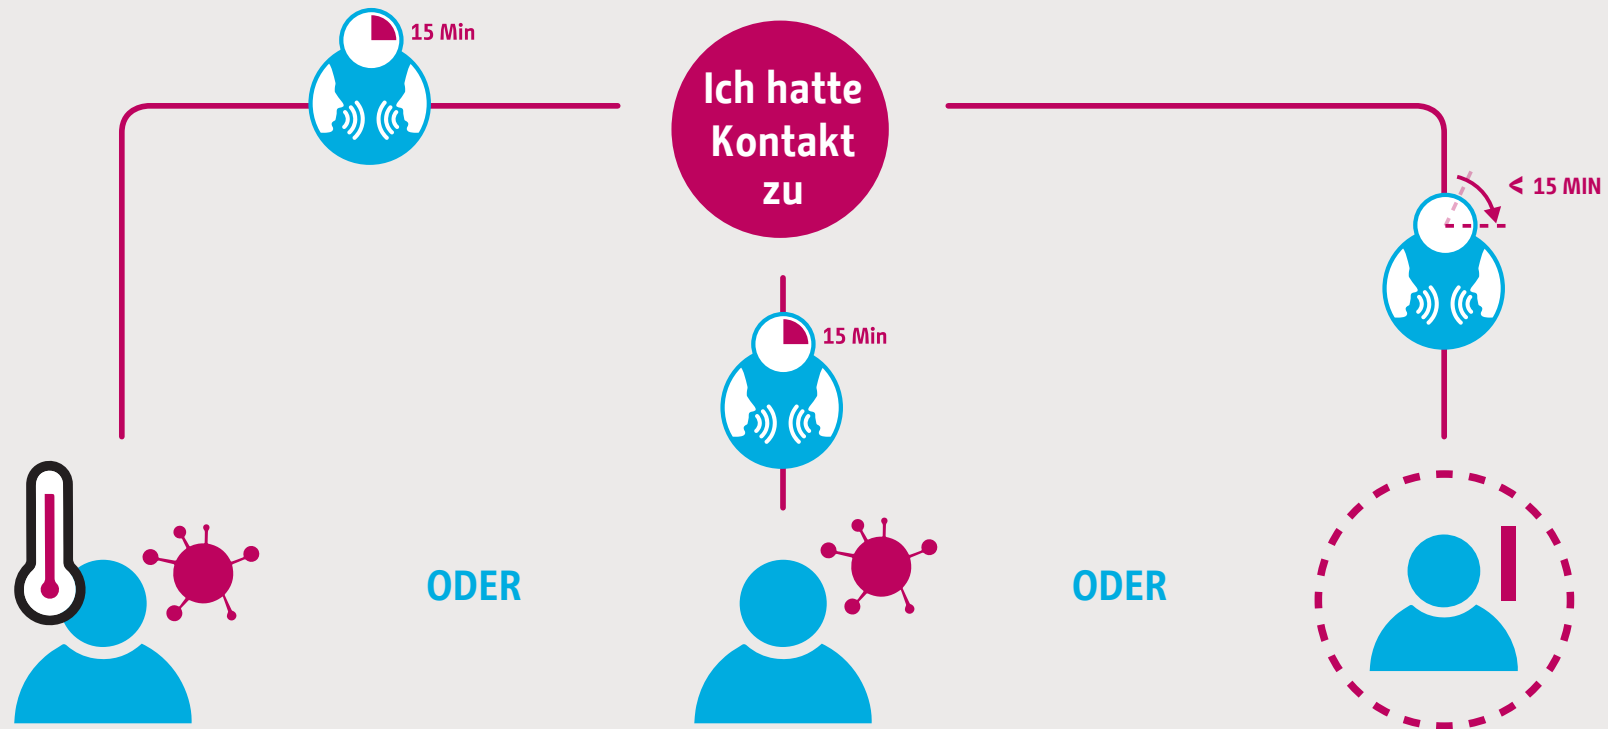 15 Min
Ich hatte
Kontakt
zu
< 15 MIN
15 Min
ODER
ODER